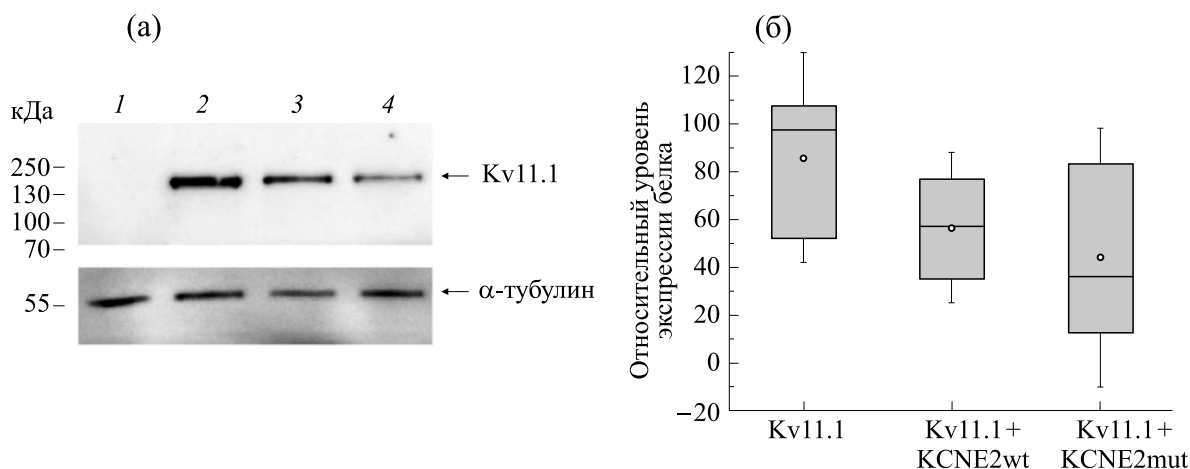 (а)
кДа
1 2 3 4
250
130
100
70
55
Kv11.1
α-тубулин
(б)
Относительный уровень
экспрессии белка
120
100
80
60
40
20
0
−20
Kv11.1
Kv11.1+
KCNE2wt
Kv11.1+
KCNE2mut